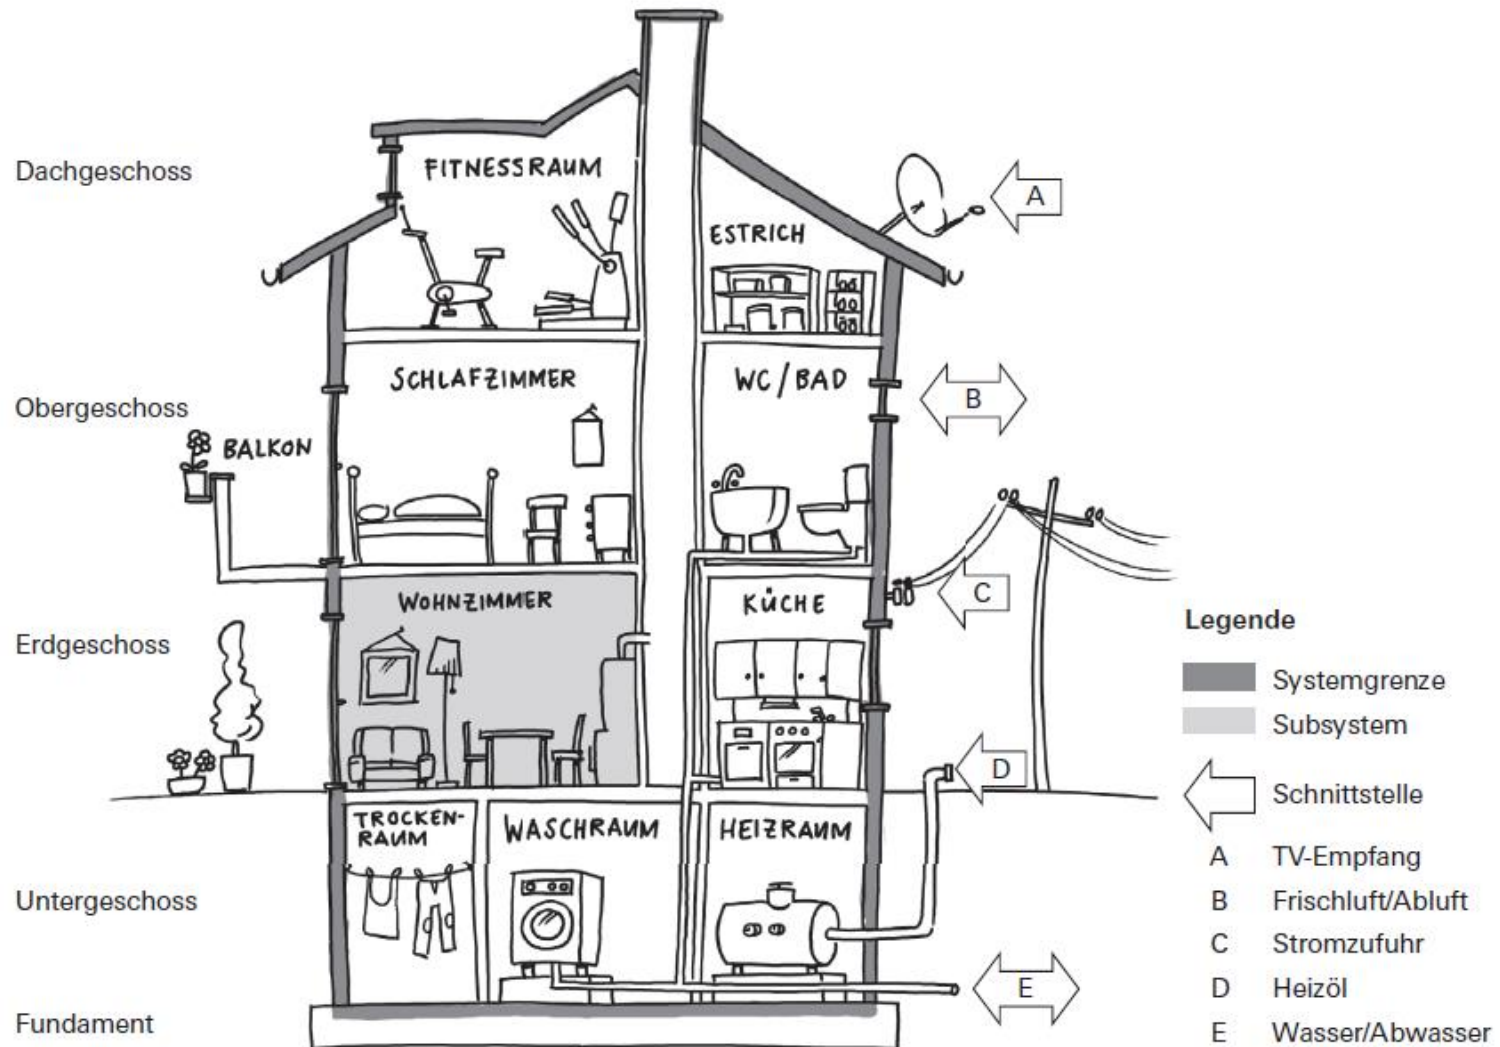 Dachgeschoss
FITNESSRAUM
ESTRICH
A
Obergeschoss
SCHLAFZIMMER
WC/BAD
B
BALKON
Erdgeschoss
WOHNZIMMER
KÜCHE
C
D
Untergeschoss
TROCKEN-
RAUM
WASCHRAUM
HEIZRAUM
E
Fundament
Legende
Systemgrenze
Subsystem
Schnittstelle
A TV-Empfang
B Frischluft/Abluft
C Stromzufuhr
D Heizöl
E Wasser/Abwasser